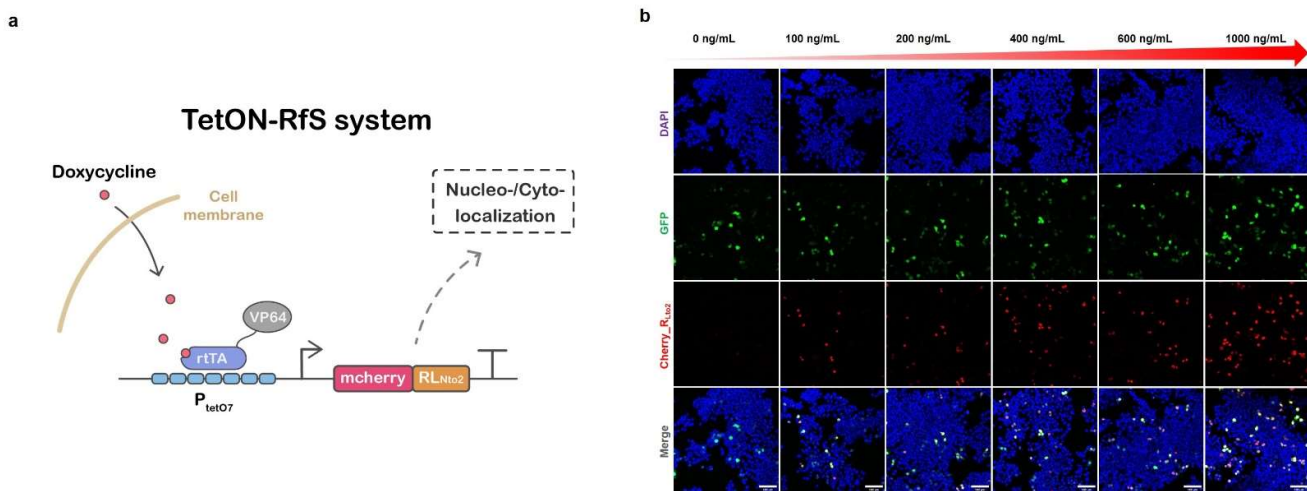 a
TetON-RfS system
Doxycycline
Cell
membrane
Nucleo-/Cyto-
localization
VP64
rtTA
mcherry
RLNto2
PtetO7
b
0 ng/mL
100 ng/mL
200 ng/mL
400 ng/mL
600 ng/mL
1000 ng/mL
DAPI
GFP
Cherry_RLto2
Merge